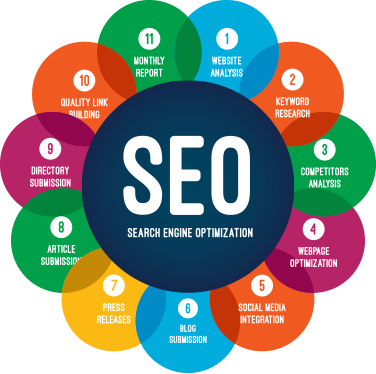 SEO
SEARCH ENGINE OPTIMIZATION
1
WEBSITE
ANALYSIS
2
KEYWORD
RESEARCH
3
COMPETITORS
ANALYSIS
4
WEBPAGE
OPTIMIZATION
5
SOCIAL MEDIA
INTEGRATION
6
BLOG
SUBMISSION
7
PRESS
RELEASES
8
ARTICLE
SUBMISSION
9
DIRECTORY
SUBMISSION
10
QUALITY LINK
BUILDING
11
MONTHLY
REPORT